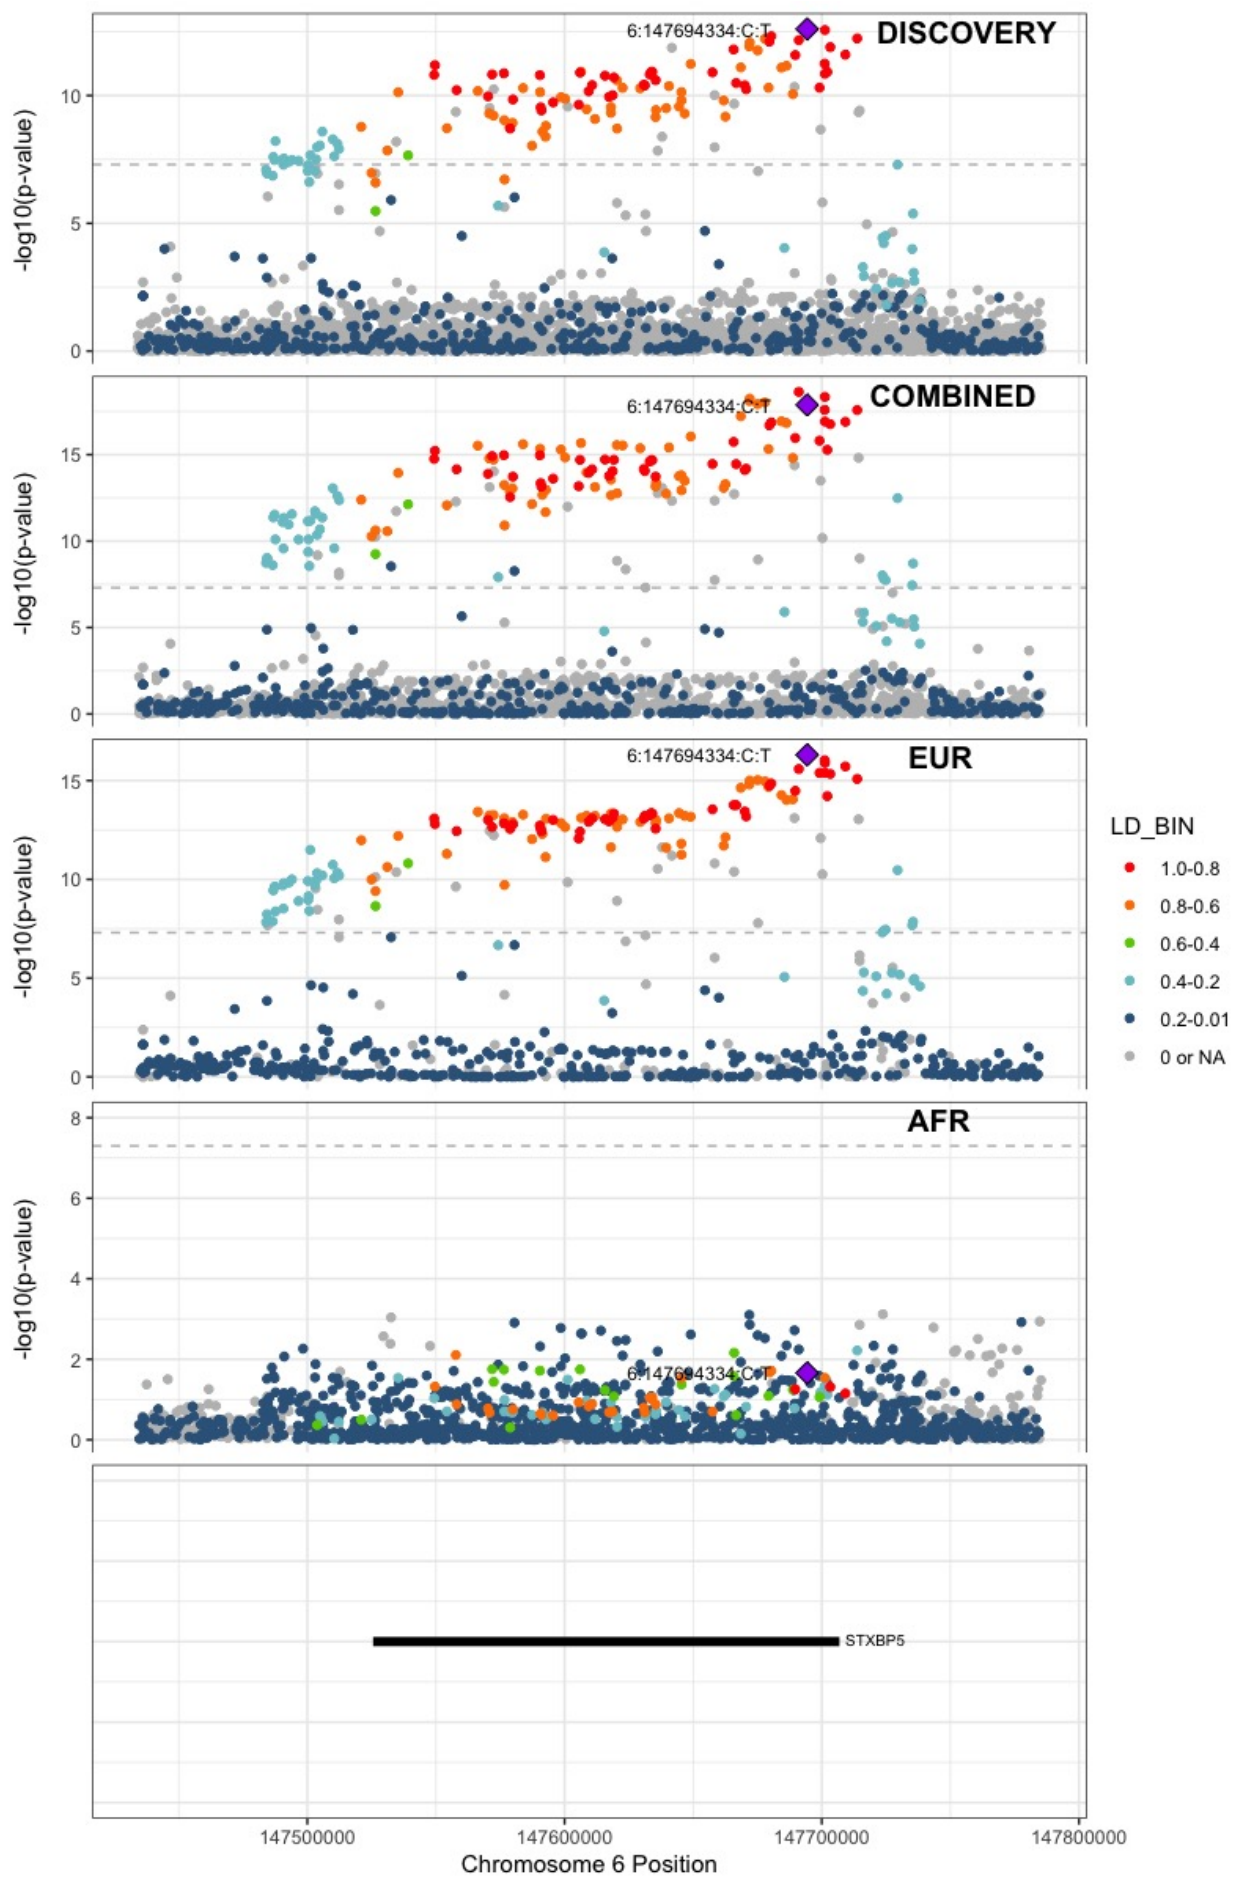 DISCOVERY
6:147694334:C:T
-log10(p-value)
10
5
0
COMBINED
6:147694334:C:T
-log10(p-value)
15
10
5
0
EUR
6:147694334:C:T
-log10(p-value)
15
10
5
0
LD_BIN
1.0-0.8
0.8-0.6
0.6-0.4
0.4-0.2
0.2-0.01
0 or NA
AFR
6:147694334:C:T
-log10(p-value)
8
6
4
2
0
STXBP5
147500000 147600000 147700000 147800000
Chromosome 6 Position